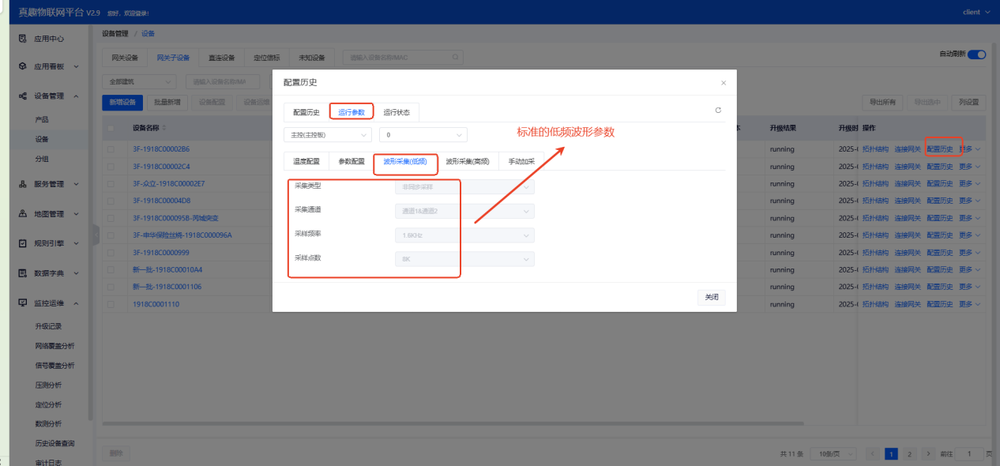 真趣物联网平台 V2.9 您好，欢迎登录!
client
应用中心
应用看板
设备管理
产品
设备
分组
服务管理
地图管理
规则引擎
数据字典
监控运维
升级记录
网络覆盖分析
信号覆盖分析
压测分析
定位分析
数测分析
历史设备查询
审计日志
设备管理 / 设备
网关设备 网关子设备 直连设备 定位信标 未知设备 请输入设备名称/MAC
自动刷新
全部建筑 请输入设备名称/M
新增设备 批量新增 设备配置 设备运维
导出所有 导出选中 列设置
设备名称 升级结果 升级时 操作
3F-1918C00002B6 running 2025- 拓扑结构 连接网关 配置历史 更多
3F-1918C00002C4 running 2025- 拓扑结构 连接网关 配置历史 更多
3F-众立-1918C00002E7 running 2025- 拓扑结构 连接网关 配置历史 更多
3F-1918C00004D8 running 2025- 拓扑结构 连接网关 配置历史 更多
3F-1918C000095B-芮城突变 running 2025- 拓扑结构 连接网关 配置历史 更多
3F-申华保险丝烧-1918C000096A running 2025- 拓扑结构 连接网关 配置历史 更多
3F-1918C0000999 running 2025- 拓扑结构 连接网关 配置历史 更多
新一批-1918C00010A4 running 2025- 拓扑结构 连接网关 配置历史 更多
新一批-1918C0001106 running 2025- 拓扑结构 连接网关 配置历史 更多
1918C0001110 running 2025- 拓扑结构 连接网关 配置历史 更多
配置历史
配置历史 运行参数 运行状态
主控(主控板) 0
标准的低频波形参数
温度配置 参数配置 波形采集(低频) 波形采集(高频) 手动加采
采集类型 非同步采样
采集通道 通道1&通道2
采样频率 1.6KHz
采样点数 8K
关闭
删除
共 11 条 10条/页 1 2 前往 1 页